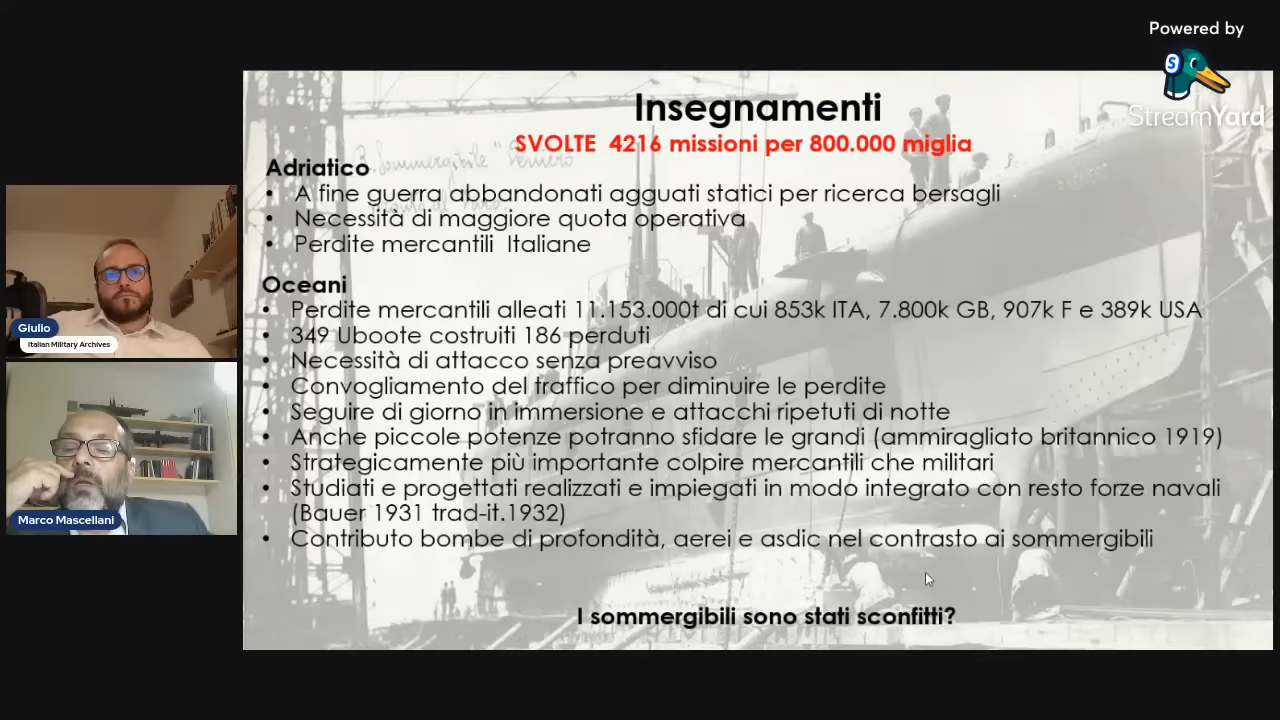 Powered by
StreamYard
Insegnamenti
SVOLTE 4216 missioni per 800.000 miglia
Adriatico
• A fine guerra abbandonati agguati statici per ricerca bersagli
• Necessità di maggiore quota operativa
• Perdite mercantili Italiane
Oceani
• Perdite mercantili alleati 11.153.000t di cui 853k ITA, 7.800k GB, 907k F e 389k USA
• 349 Uboote costruiti 186 perduti
• Necessità di attacco senza preavviso
• Convogliamento del traffico per diminuire le perdite
• Seguire di giorno in immersione e attacchi ripetuti di notte
• Anche piccole potenze potranno sfidare le grandi (ammiragliato britannico 1919)
• Strategicamente più importante colpire mercantili che militari
• Studiati e progettati realizzati e impiegati in modo integrato con resto forze navali
(Bauer 1931 trad-it.1932)
• Contributo bombe di profondità, aerei e asdic nel contrasto ai sommergibili
I sommergibili sono stati sconfitti?
Giulio
Italian Military Archives
Marco Mascellani